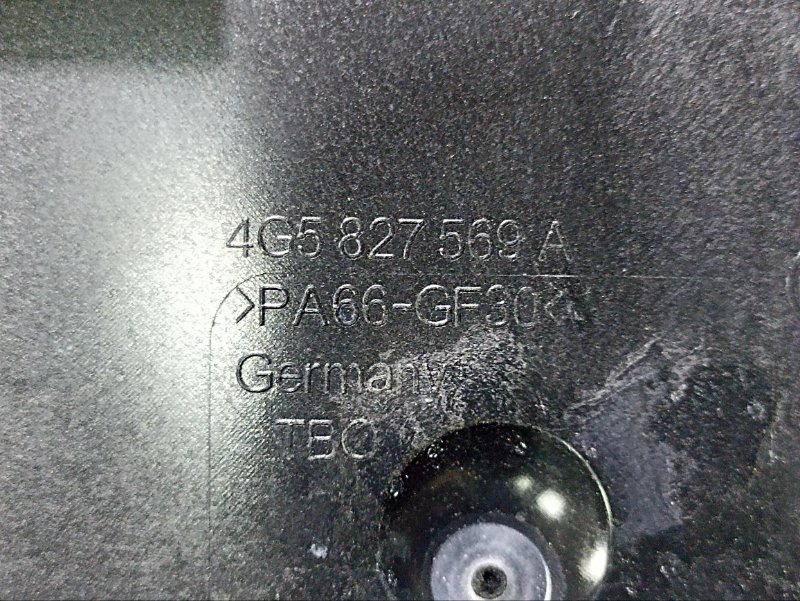 4G5 827 569 A
>PA66-GF30<
Germany
TBO